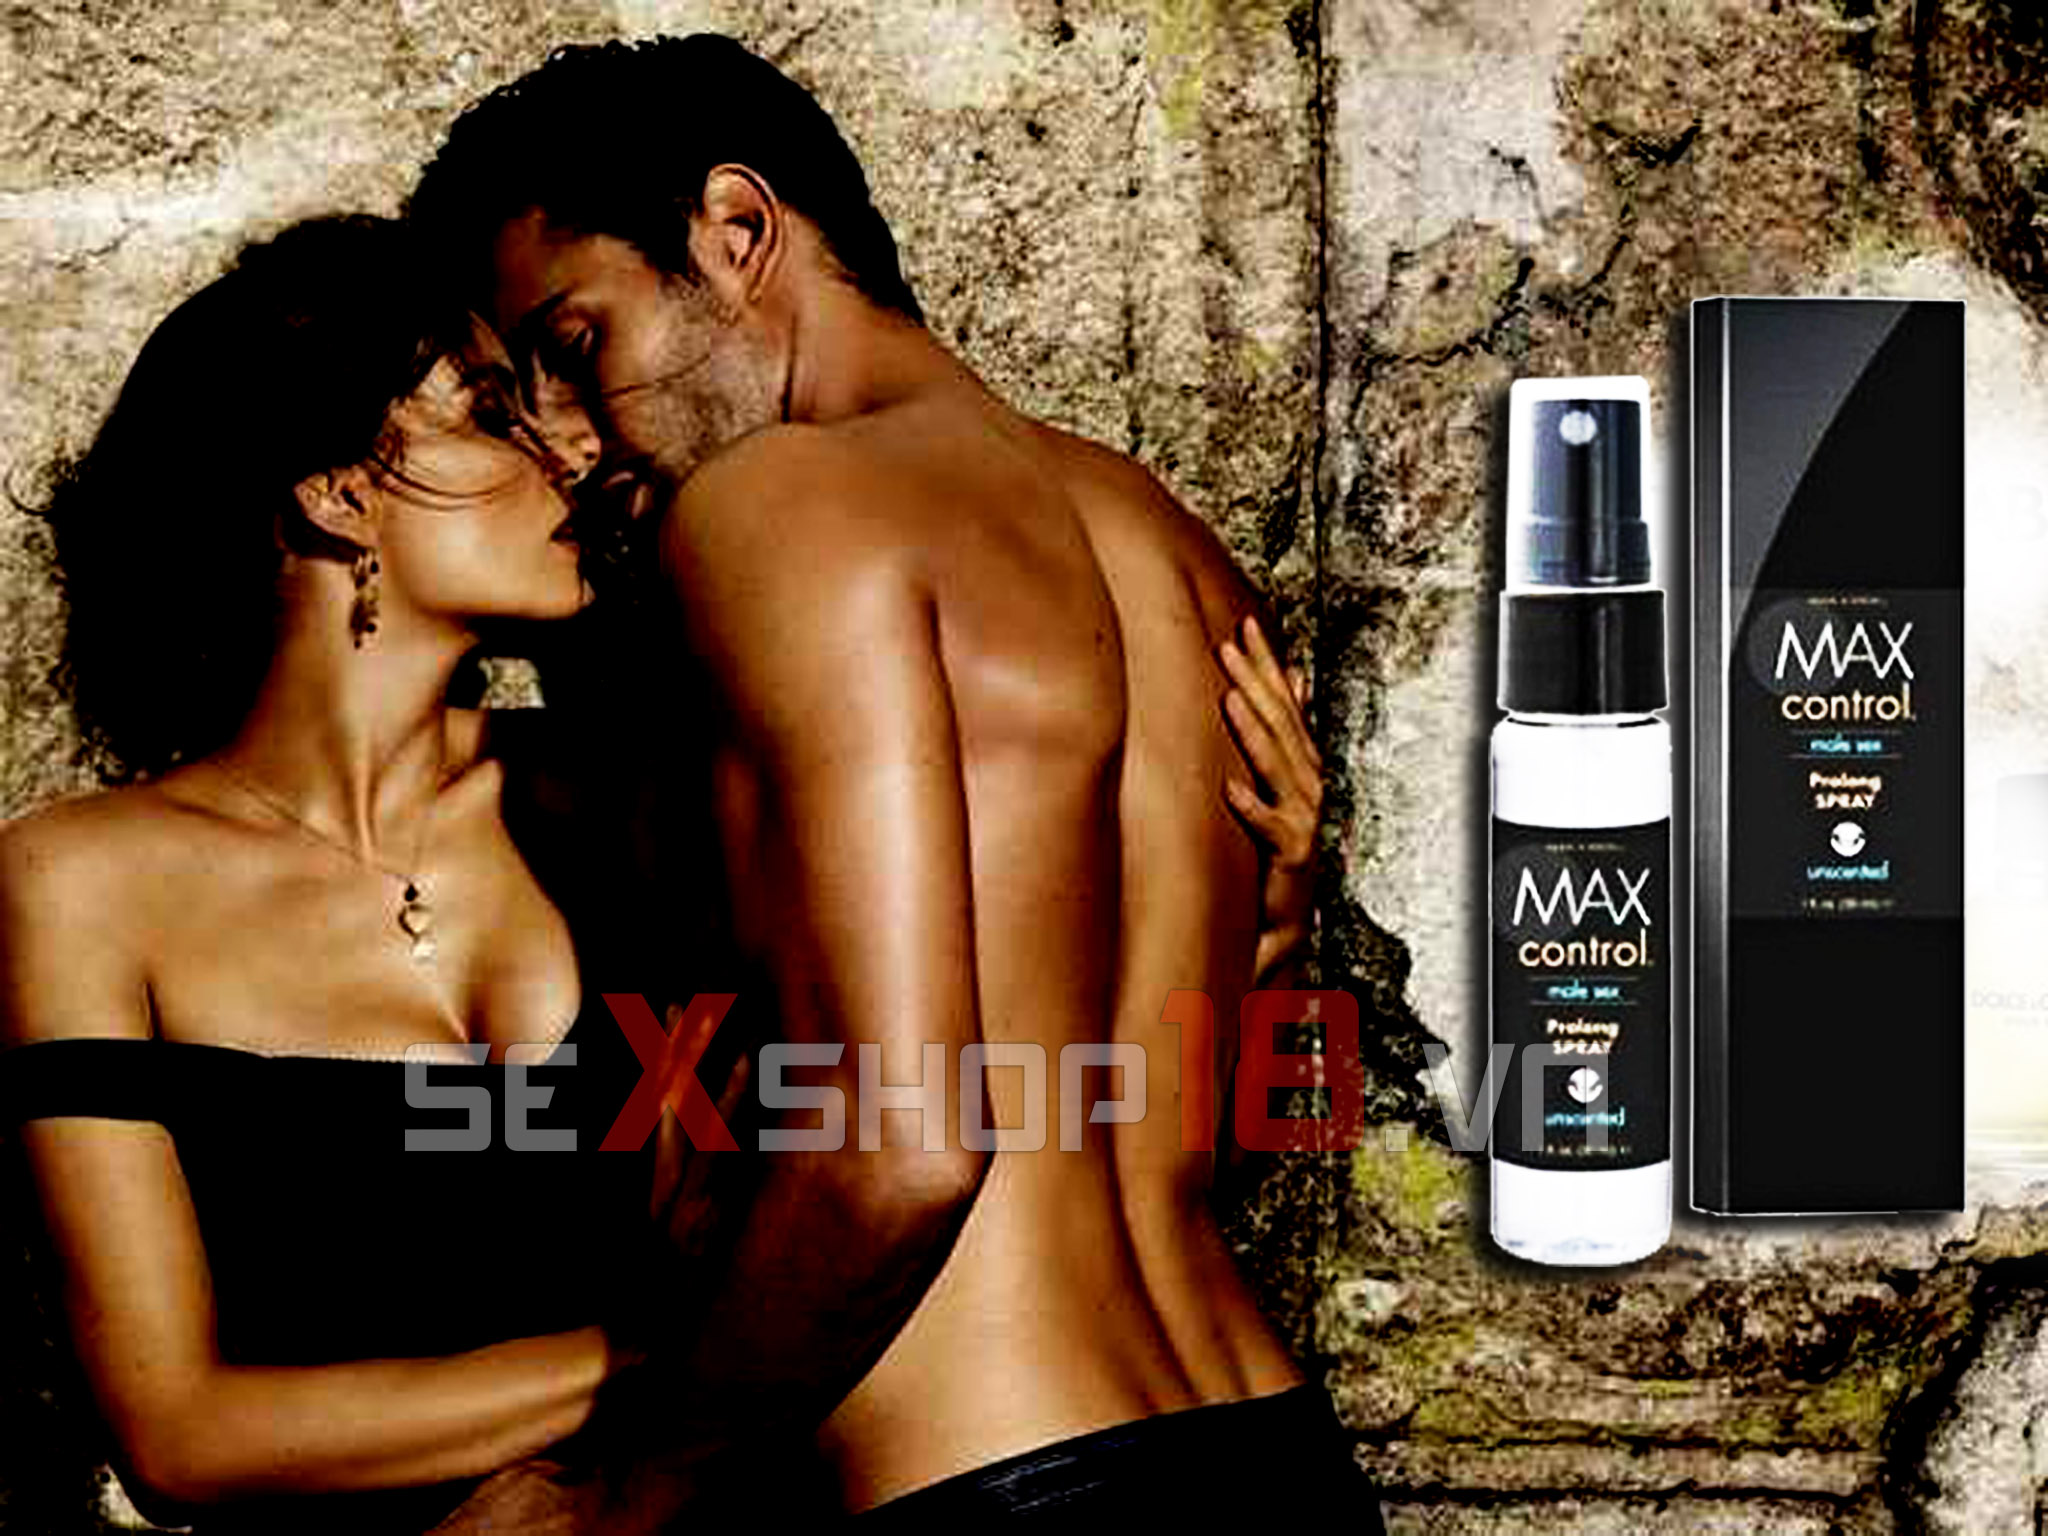 MAX
control
male sex
Prolong
SPRAY
unscented
MAX
control
male sex
Prolong
SPRAY
unscented
seXshop18.vn